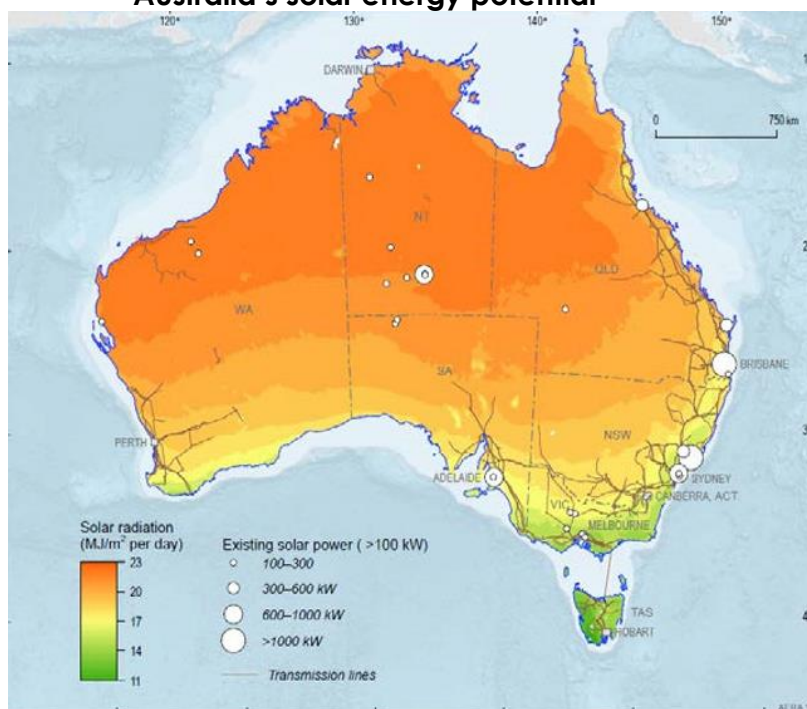 Australia's solar energy potential
120°
130°
140°
150°
DARWIN
0
750 km
NT
QLD
WA
SA
BRISBANE
NSW
PERTH
ADELAIDE
SYDNEY
CANBERRA, ACT
VIC
MELBOURNE
TAS
HOBART
Solar radiation
(MJ/m² per day)
23
20
17
14
11
Existing solar power ( >100 kW)
100–300
300–600 kW
600–1000 kW
>1000 kW
Transmission lines